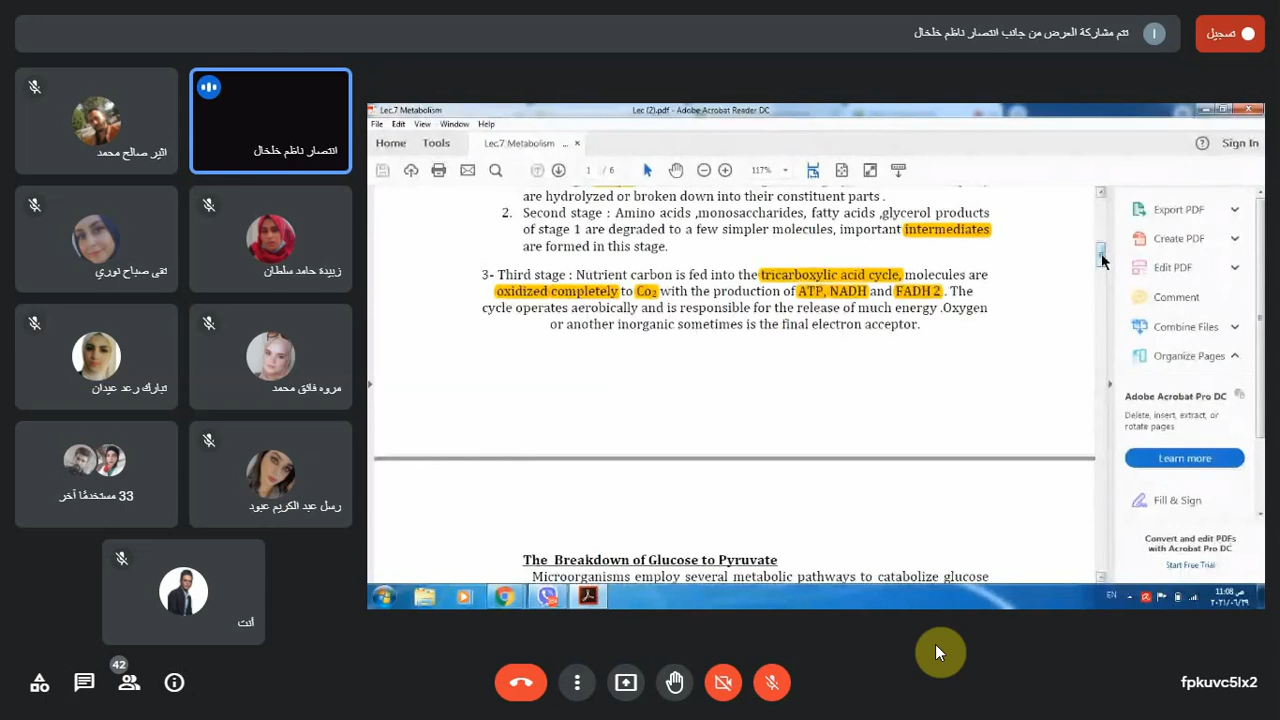 تتم مشاركة العرض من جانب انتصار ناظم خلخال
I
تسجيل
اثير صالح محمد
انتصار ناظم خلخال
تقى صباح نوري
زبيدة حامد سلطان
تبارك رعد عيدان
مروه فائق محمد
33 مستخدمًا آخر
رسل عبد الكريم عبود
أنت
Lec.7 Metabolism
Lec (2).pdf - Adobe Acrobat Reader DC
File Edit View Window Help
Home Tools Lec.7 Metabolism ... × Sign In
1 / 6 117%
are hydrolyzed or broken down into their constituent parts .
2. Second stage : Amino acids ,monosaccharides, fatty acids ,glycerol products
of stage 1 are degraded to a few simpler molecules, important intermediates
are formed in this stage.
3- Third stage : Nutrient carbon is fed into the tricarboxylic acid cycle, molecules are
oxidized completely to Co2 with the production of ATP, NADH and FADH 2 . The
cycle operates aerobically and is responsible for the release of much energy .Oxygen
or another inorganic sometimes is the final electron acceptor.
The Breakdown of Glucose to Pyruvate
Microorganisms employ several metabolic pathways to catabolize glucose
Export PDF
Create PDF
Edit PDF
Comment
Combine Files
Organize Pages
Adobe Acrobat Pro DC
Delete, insert, extract, or
rotate pages
Learn more
Fill & Sign
Convert and edit PDFs
with Acrobat Pro DC
Start Free Trial
EN
11:08 ص
٢٠٢١/٠٦/٢٩
42
fpkuvc5lx2